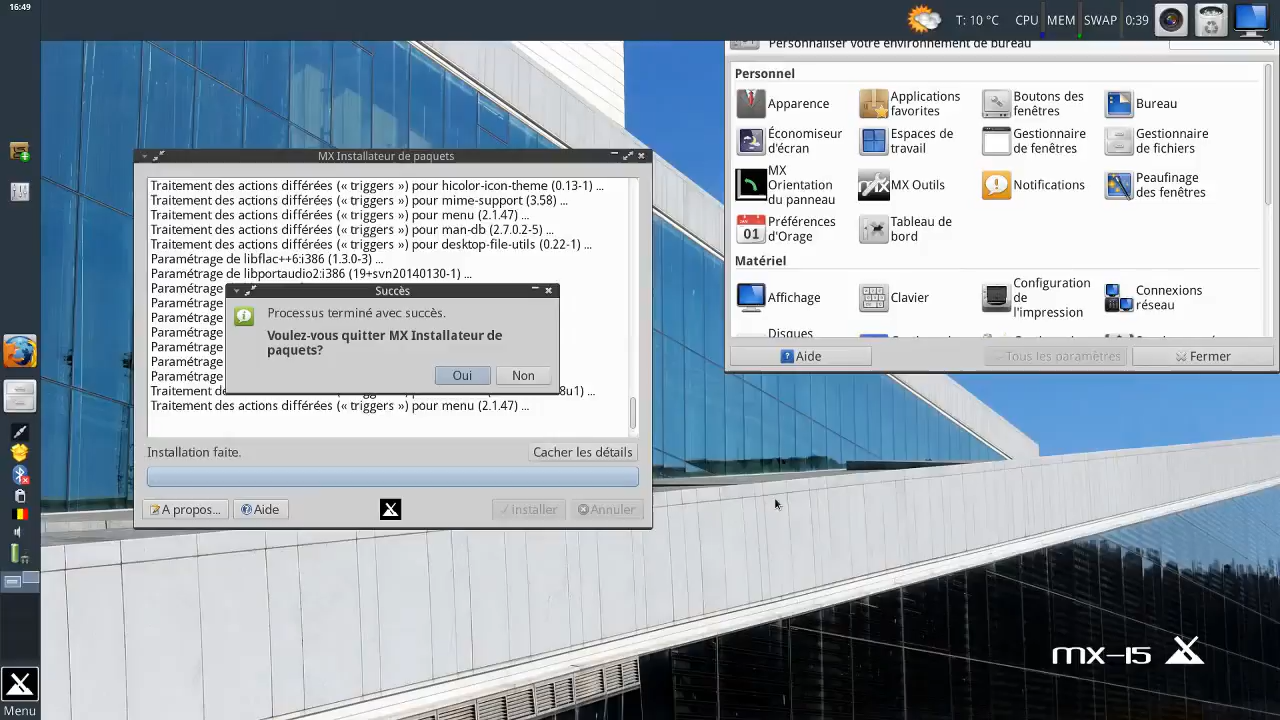 16:49
T: 10 °C CPU MEM SWAP 0:39
Personnaliser votre environnement de bureau
Personnel
Apparence
Applications
favorites
Boutons des
fenêtres
Bureau
Économiseur
d'écran
Espaces de
travail
Gestionnaire
de fenêtres
Gestionnaire
de fichiers
MX
Orientation
du panneau
MX Outils
Notifications
Peaufinage
des fenêtres
01
Préférences
d'Orage
Tableau de
bord
Matériel
Affichage
Clavier
Configuration
de
l'impression
Connexions
réseau
Disques
Aide
Tous les paramètres
Fermer
MX Installateur de paquets
Traitement des actions différées (« triggers ») pour hicolor-icon-theme (0.13-1) ...
Traitement des actions différées (« triggers ») pour mime-support (3.58) ...
Traitement des actions différées (« triggers ») pour menu (2.1.47) ...
Traitement des actions différées (« triggers ») pour man-db (2.7.0.2-5) ...
Traitement des actions différées (« triggers ») pour desktop-file-utils (0.22-1) ...
Paramétrage de libflac++6:i386 (1.3.0-3) ...
Paramétrage de libportaudio2:i386 (19+svn20140130-1) ...
Paramétrage
Paramétrage
Paramétrage
Paramétrage
Paramétrage
Paramétrage
Paramétrage
Traitement de
8u1) ...
Traitement des actions différées (« triggers ») pour menu (2.1.47) ...
Succès
Processus terminé avec succès.
Voulez-vous quitter MX Installateur de
paquets?
Oui
Non
Installation faite.
Cacher les détails
A propos...
Aide
Installer
Annuler
mx-15
Menu